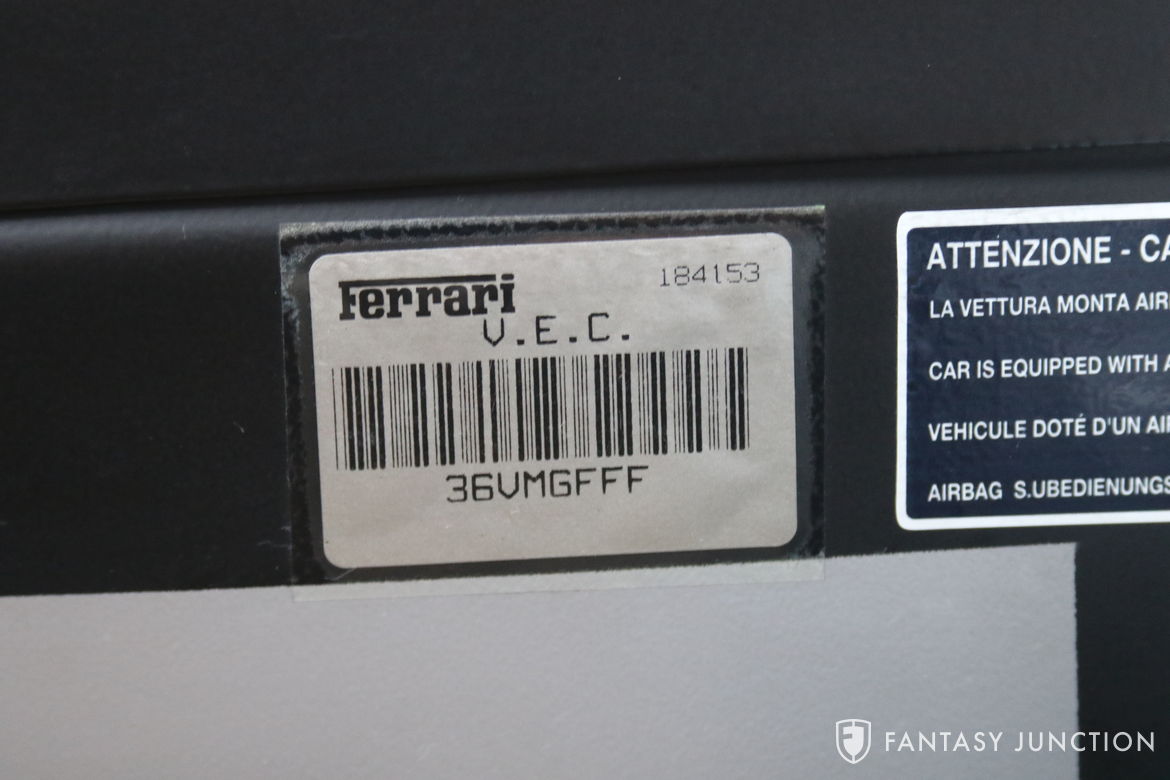 Ferrari
184153
V.E.C.
36VMGFFF
ATTENZIONE - CA
LA VETTURA MONTA AIR
CAR IS EQUIPPED WITH A
VEHICULE DOTÉ D'UN AI
AIRBAG S.UBEDIENUNGS
FANTASY JUNCTION